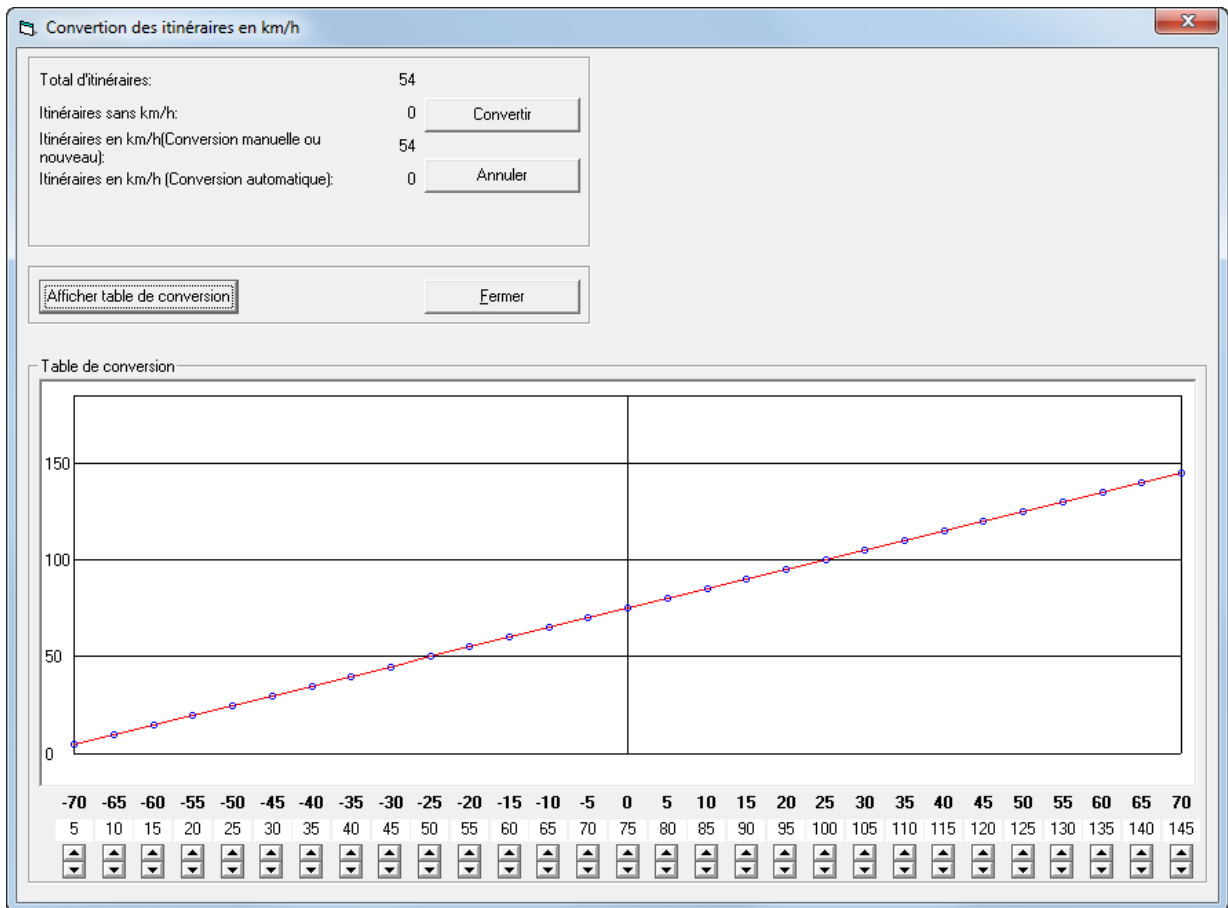 Convertion des itinéraires en km/h
Total d'itinéraires: 54
Itinéraires sans km/h: 0
Convertir
Itinéraires en km/h(Conversion manuelle ou
nouveau): 54
Itinéraires en km/h (Conversion automatique): 0
Annuler
Afficher table de conversion
Fermer
Table de conversion
150
100
50
0
-70 -65 -60 -55 -50 -45 -40 -35 -30 -25 -20 -15 -10 -5 0 5 10 15 20 25 30 35 40 45 50 55 60 65 70
5 10 15 20 25 30 35 40 45 50 55 60 65 70 75 80 85 90 95 100 105 110 115 120 125 130 135 140 145